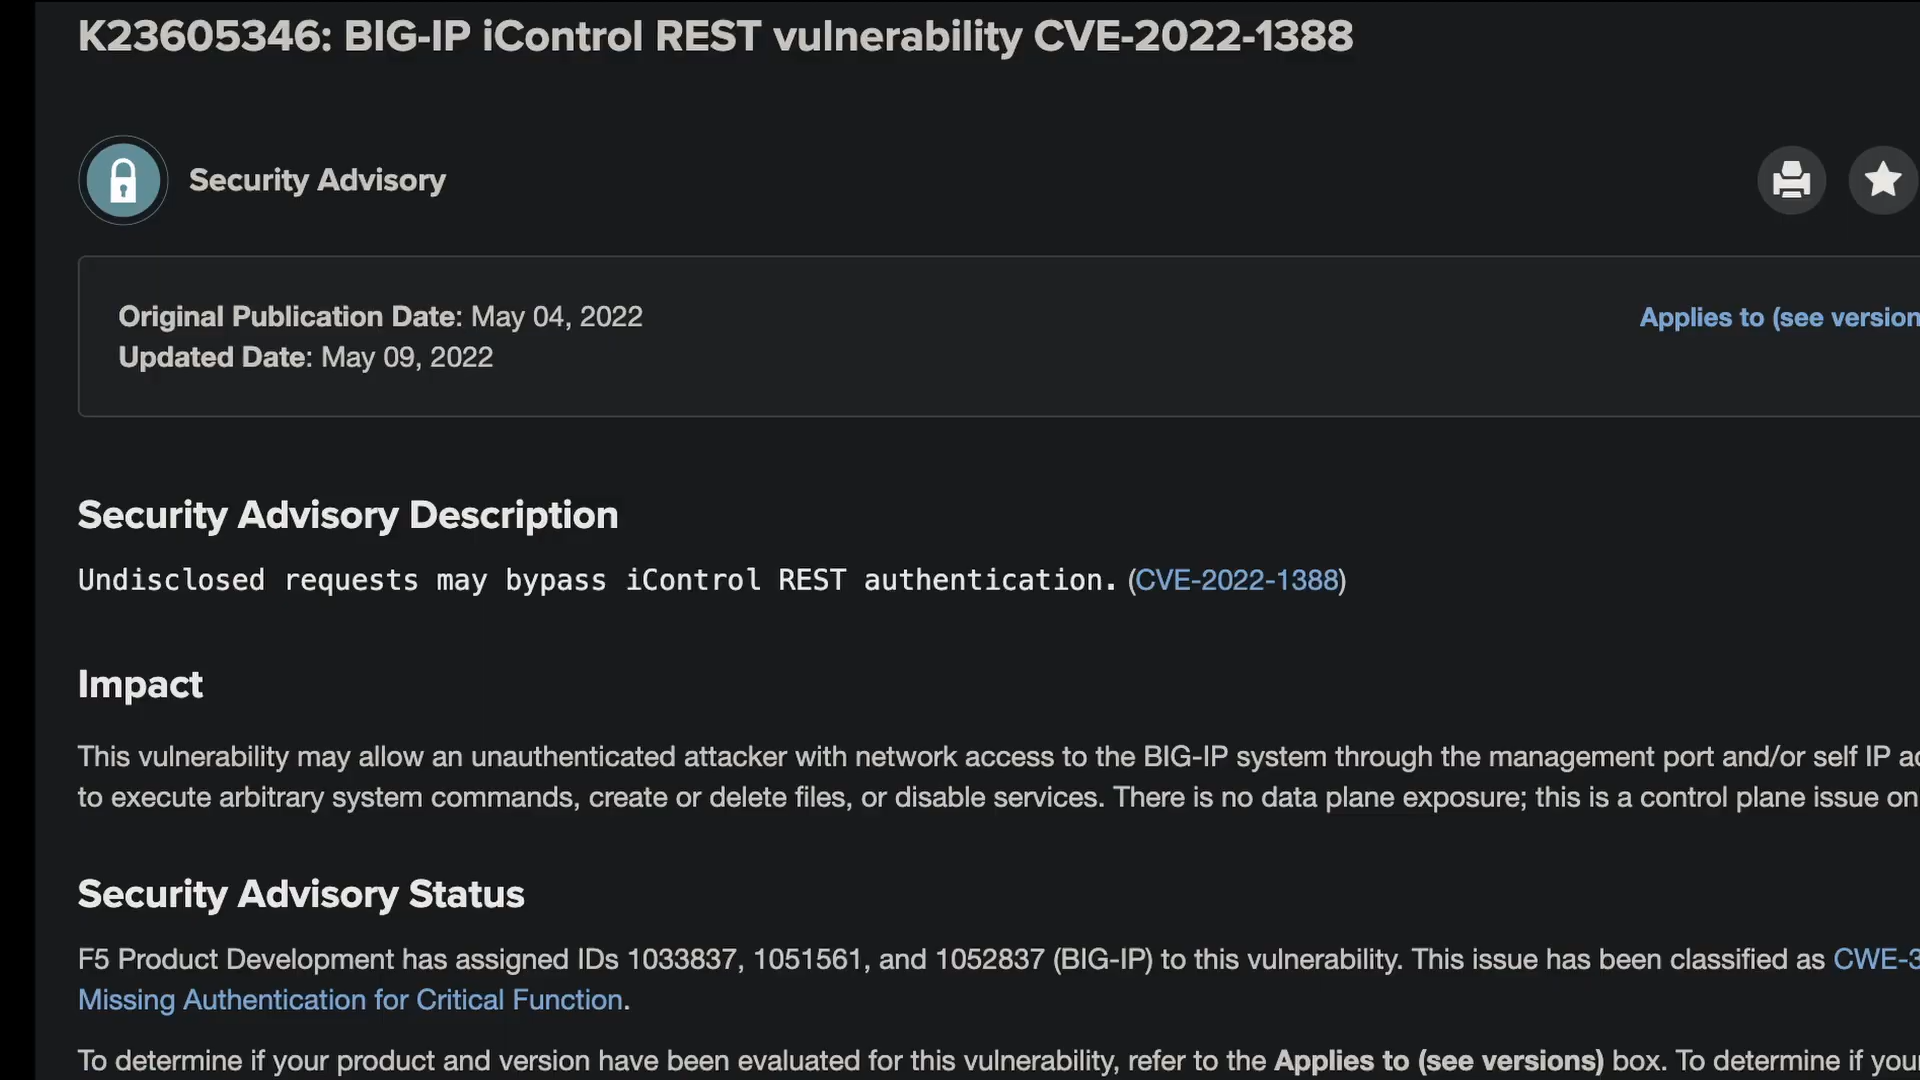 K23605346: BIG-IP iControl REST vulnerability CVE-2022-1388
Security Advisory
Original Publication Date: May 04, 2022
Applies to (see version
Updated Date: May 09, 2022
Security Advisory Description
Undisclosed requests may bypass iControl REST authentication. (CVE-2022-1388)
Impact
This vulnerability may allow an unauthenticated attacker with network access to the BIG-IP system through the management port and/or self IP
to execute arbitrary system commands, create or delete files, or disable services. There is no data plane exposure; this is a control plane issue on
Security Advisory Status
F5 Product Development has assigned IDs 1033837, 1051561, and 1052837 (BIG-IP) to this vulnerability. This issue has been classified as CWE-3
Missing Authentication for Critical Function.
To determine if your product and version have been evaluated for this vulnerability, refer to the Applies to (see versions) box. To determine if